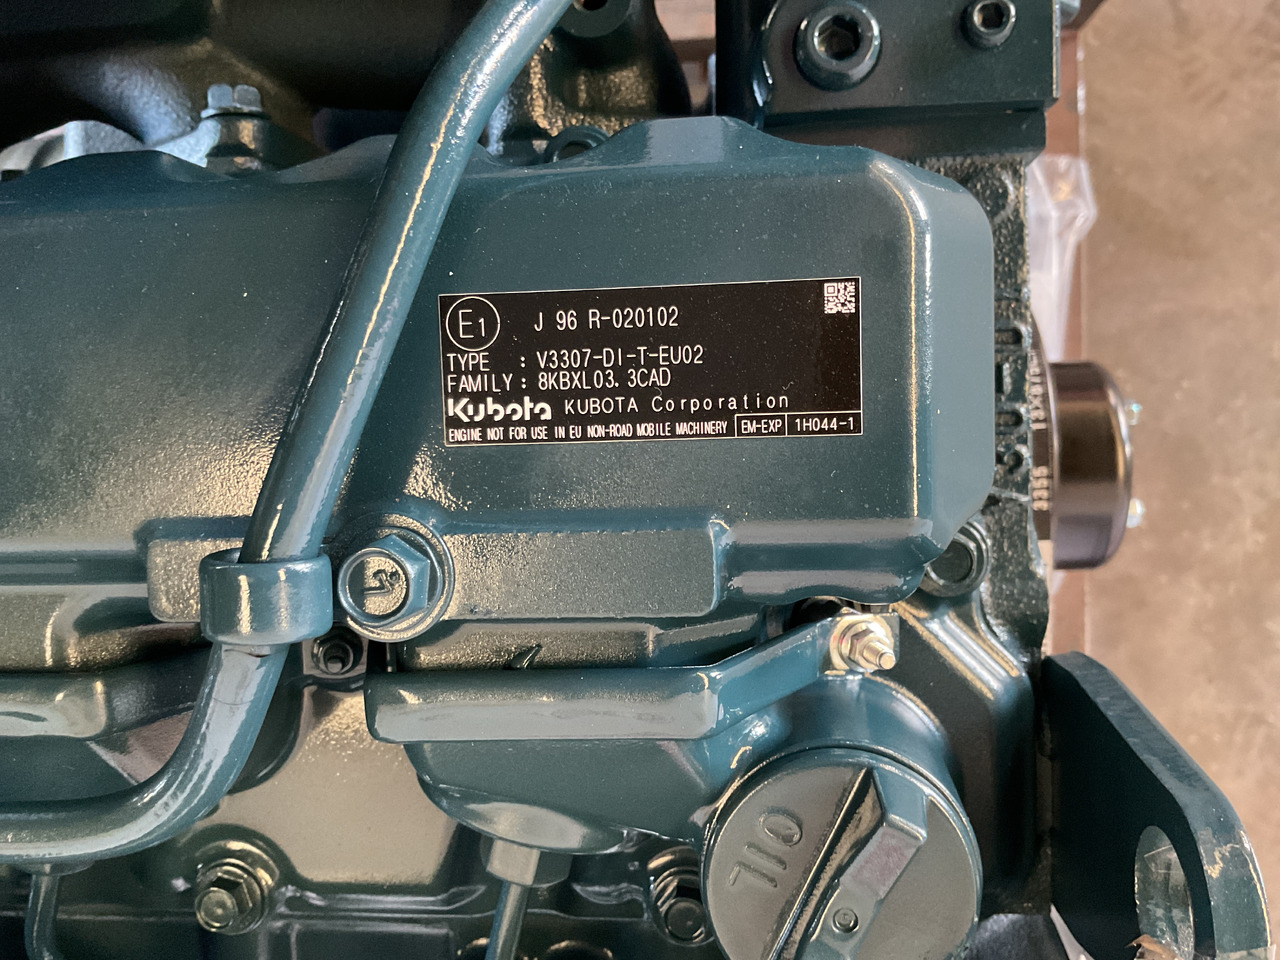 E1 J 96 R-020102
TYPE : V3307-DI-T-EU02
FAMILY : 8KBXL03.3CAD
Kubota KUBOTA Corporation
ENGINE NOT FOR USE IN EU NON-ROAD MOBILE MACHINERY EM-EXP 1H044-1
OIL